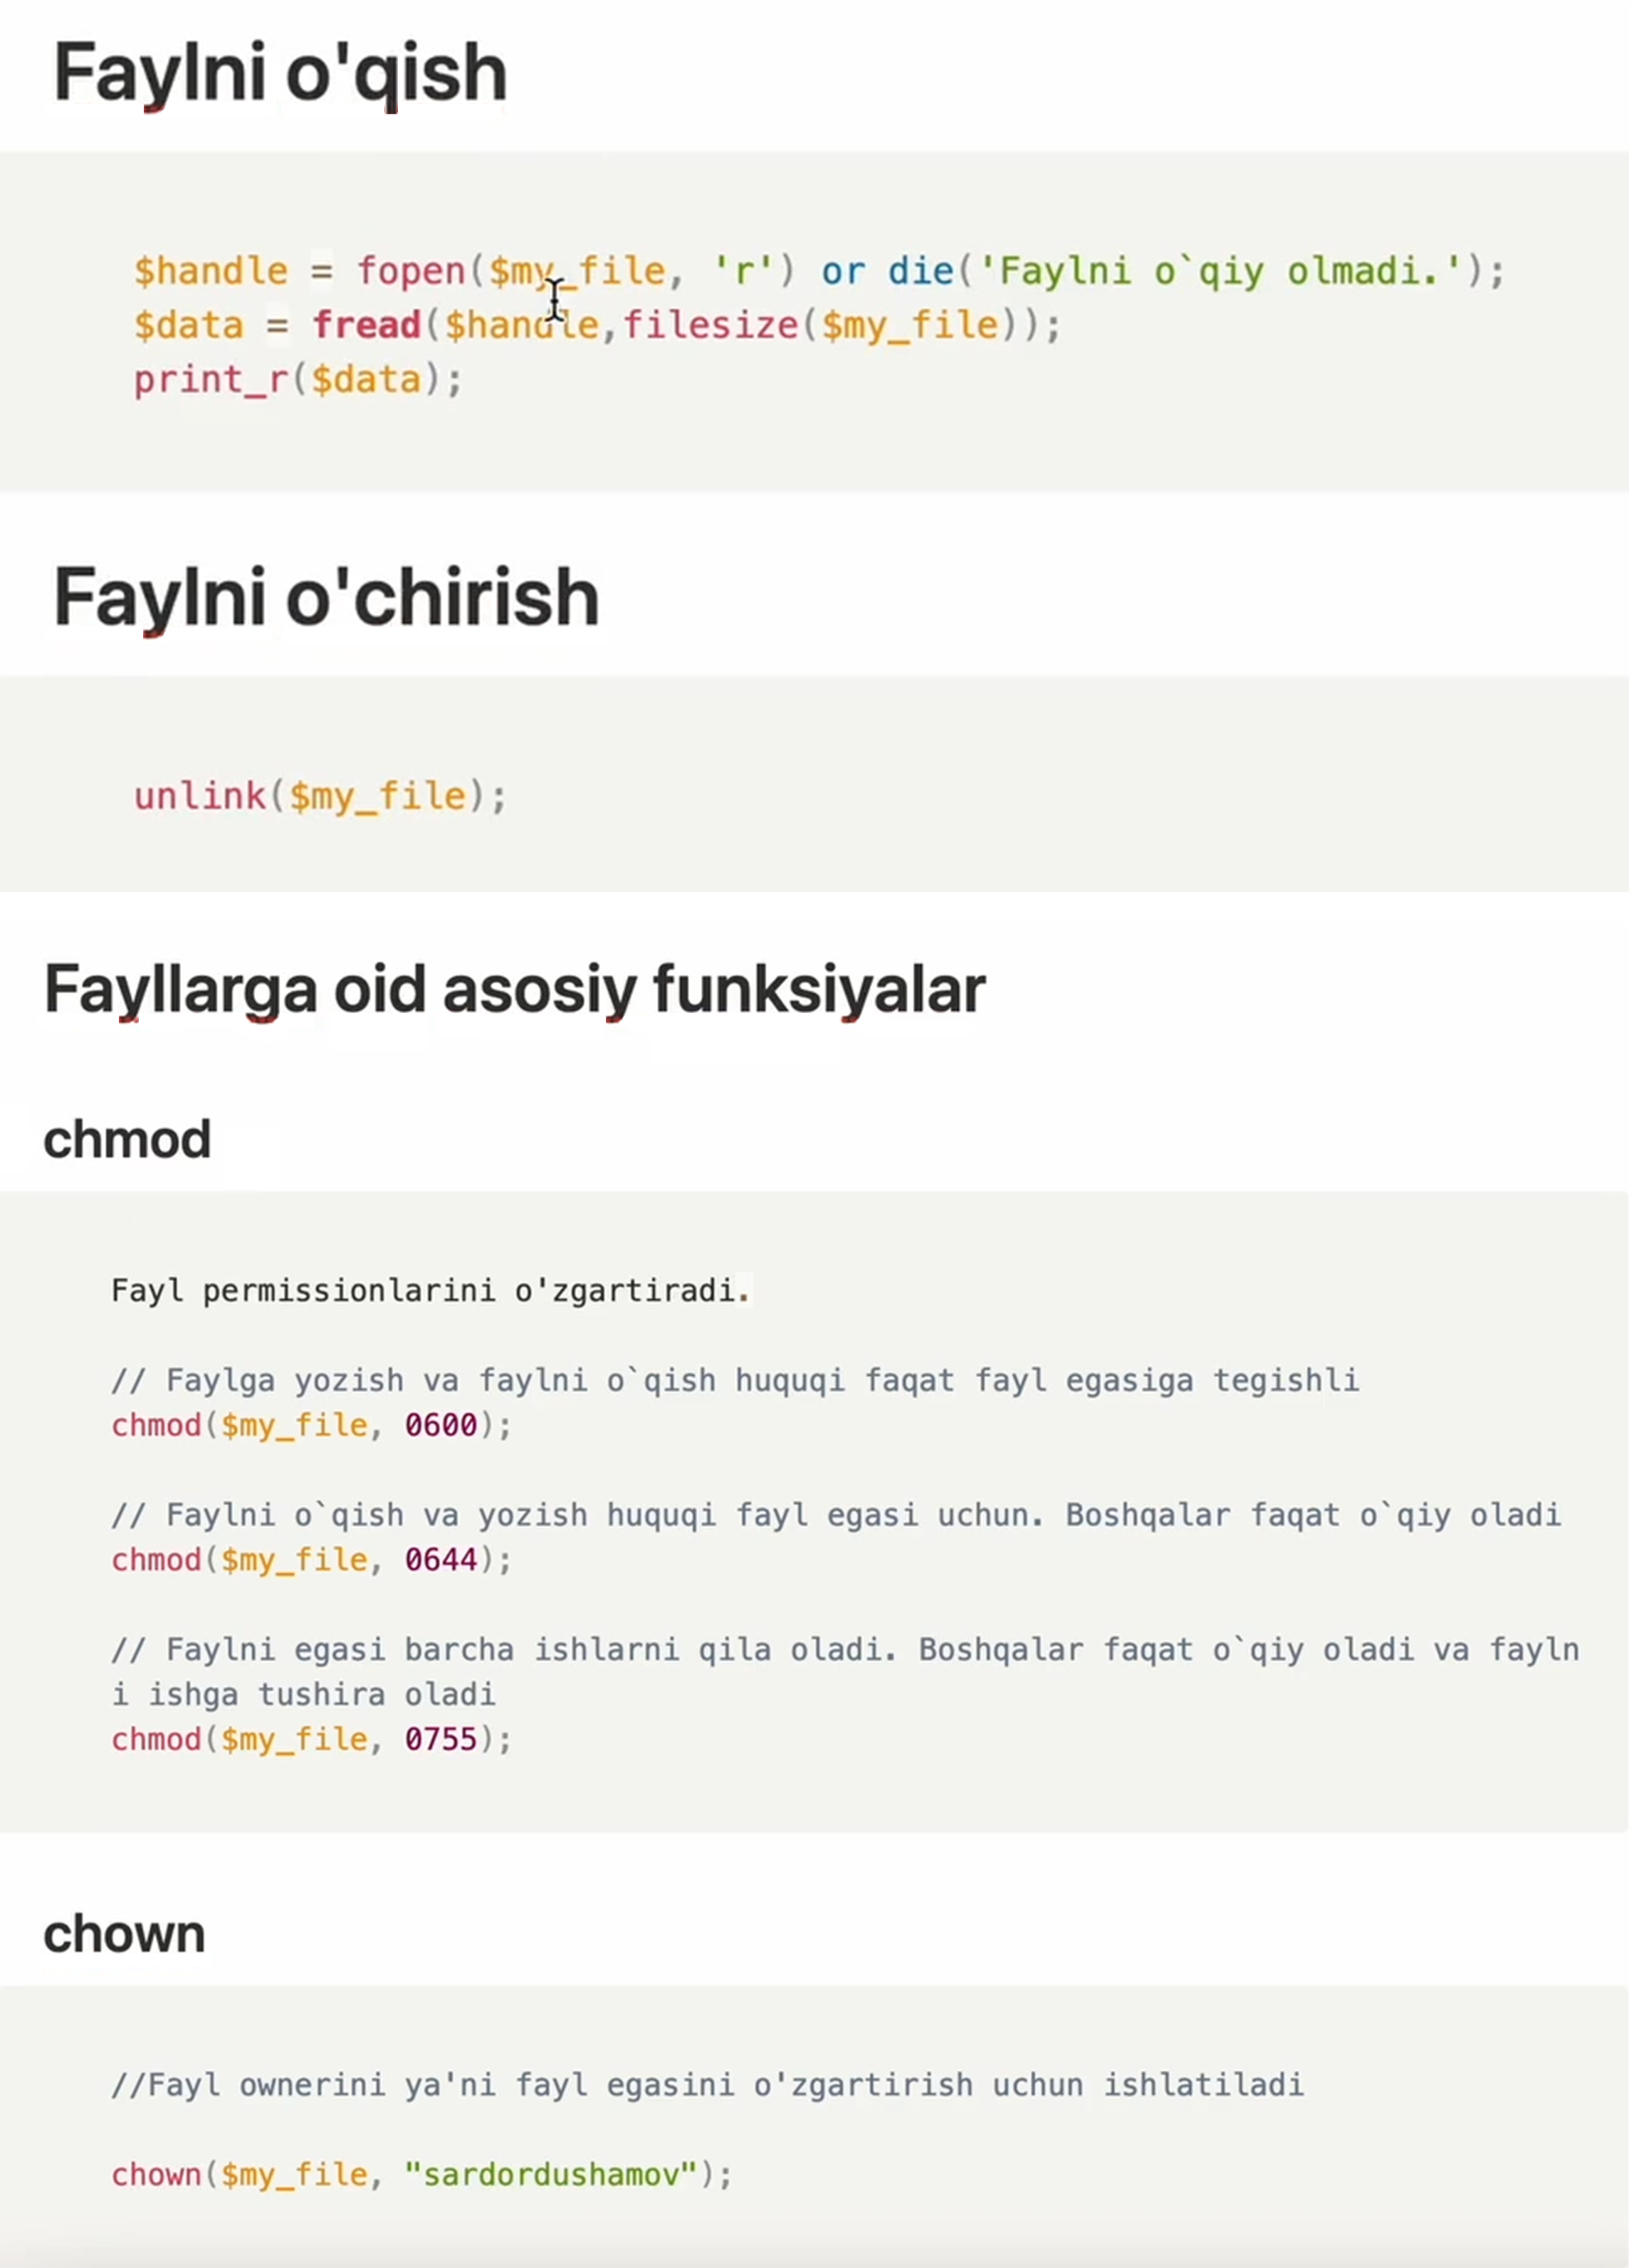 Faylni o'qish
$handle = fopen($my_file, 'r') or die('Faylni o`qiy olmadi.');
$data = fread($handle,filesize($my_file));
print_r($data);
Faylni o'chirish
unlink($my_file);
Fayllarga oid asosiy funksiyalar
chmod
Fayl permissionlarini o'zgartiradi.
// Faylga yozish va faylni o`qish huquqi faqat fayl egasiga tegishli
chmod($my_file, 0600);
// Faylni o`qish va yozish huquqi fayl egasi uchun. Boshqalar faqat o`qiy oladi
chmod($my_file, 0644);
// Faylni egasi barcha ishlarni qila oladi. Boshqalar faqat o`qiy oladi va fayln
i ishga tushira oladi
chmod($my_file, 0755);
chown
//Fayl ownerini ya'ni fayl egasini o'zgartirish uchun ishlatiladi
chown($my_file, "sardordushamov");